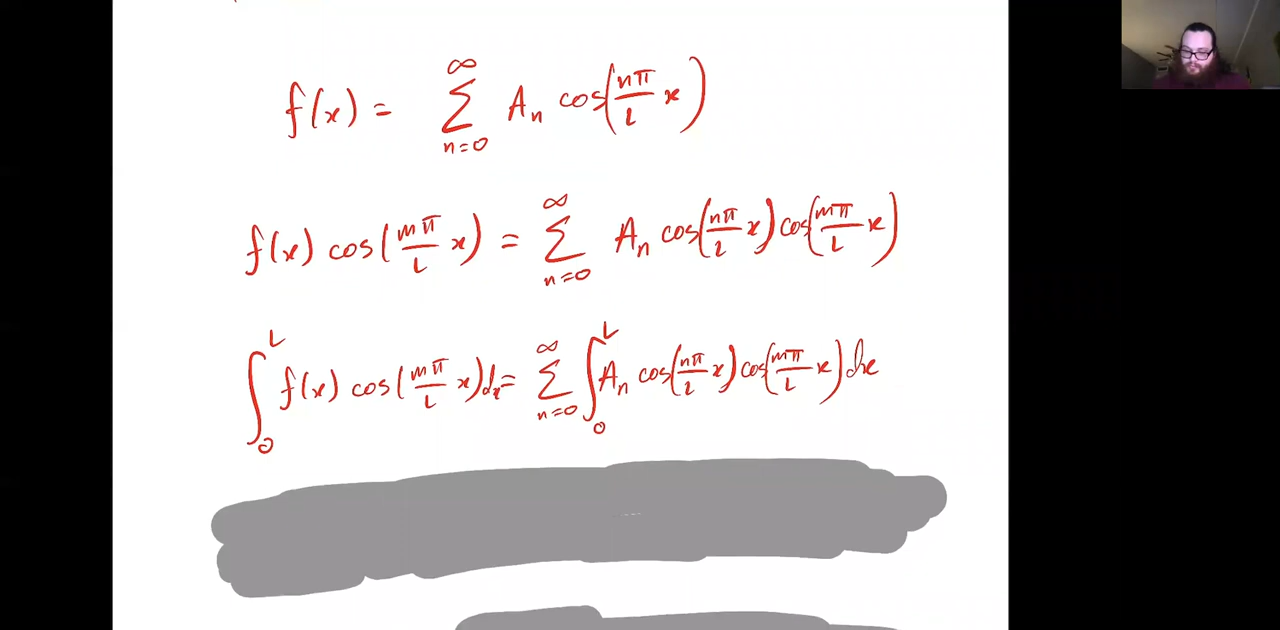 f(x) = ∑_{n=0}^{∞} A_n cos(nπ/L x)
f(x) cos(mπ/L x) = ∑_{n=0}^{∞} A_n cos(nπ/L x) cos(mπ/L x)
∫_0^L f(x) cos(mπ/L x) dx = ∑_{n=0}^{∞} ∫_0^L A_n cos(nπ/L x) cos(mπ/L x) dx